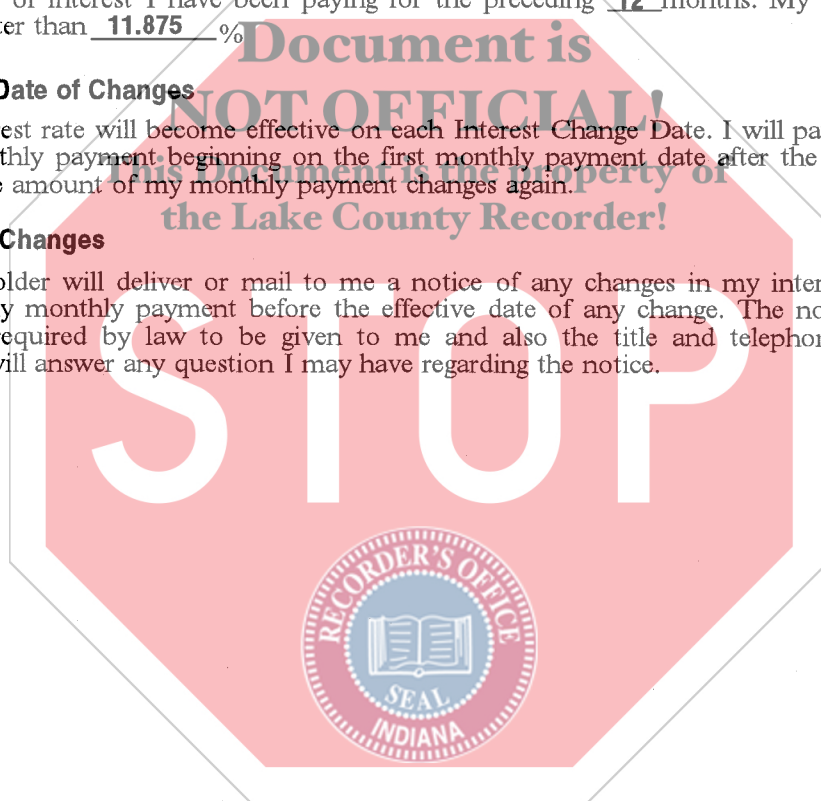 of interest I have been paying for the preceding 12 months. My
ter than 11.875 %
Document is
Date of Changes
NOT OFFICIAL!
est rate will become effective on each Interest Change Date. I will pa
thly payment beginning on the first monthly payment date after the
This Document is the property of
e amount of my monthly payment changes again.
the Lake County Recorder!
Changes
older will deliver or mail to me a notice of any changes in my inter
y monthly payment before the effective date of any change. The no
equired by law to be given to me and also the title and telephon
will answer any question I may have regarding the notice.
STOP
RECORDER'S OFFICE
SEAL
INDIANA